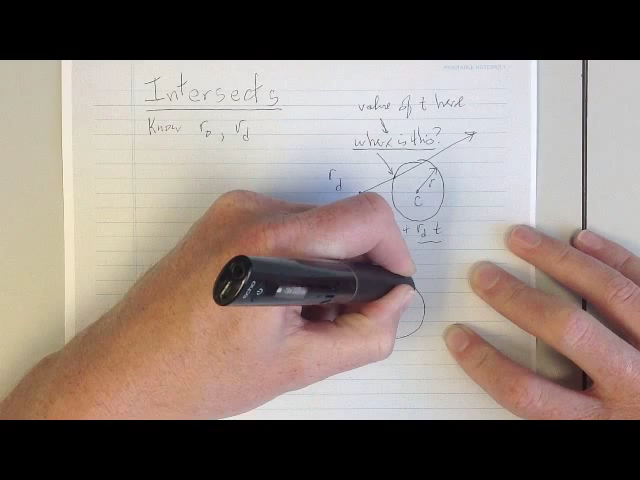 Intersects
value of t here
Know r₀, r_d
where is this?
r_d
r
C
+ r_d t